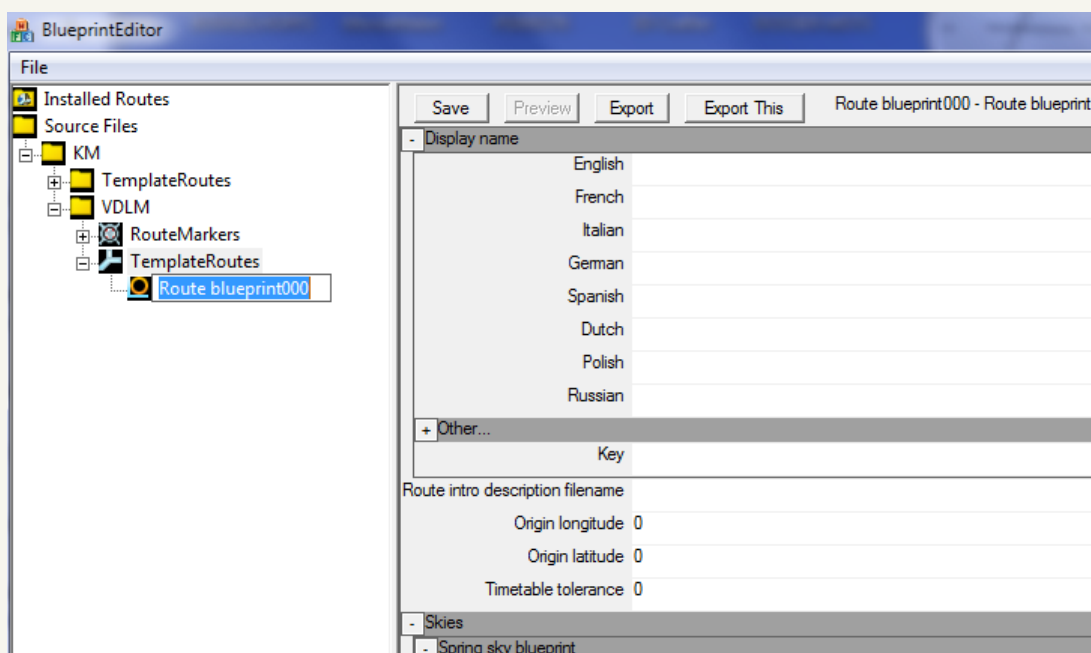 BlueprintEditor
File
Installed Routes
Source Files
KM
TemplateRoutes
VDLM
RouteMarkers
TemplateRoutes
Route blueprint000
Save Preview Export Export This Route blueprint000 - Route blueprint
- Display name
English
French
Italian
German
Spanish
Dutch
Polish
Russian
+ Other...
Key
Route intro description filename
Origin longitude 0
Origin latitude 0
Timetable tolerance 0
- Skies
- Spring sky blueprint